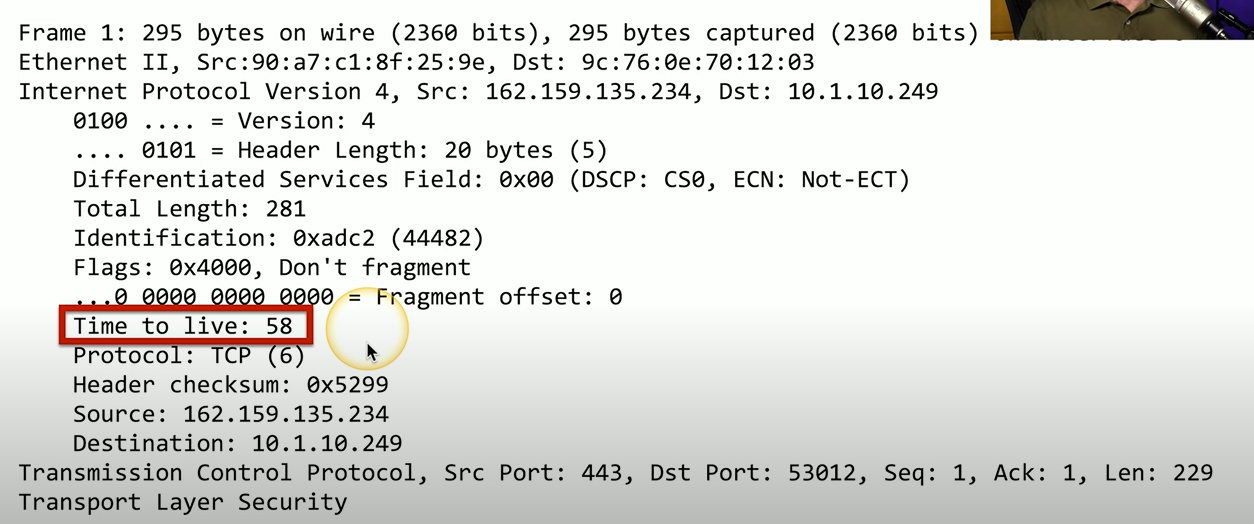 Frame 1: 295 bytes on wire (2360 bits), 295 bytes captured (2360 bits)
Ethernet II, Src:90:a7:c1:8f:25:9e, Dst: 9c:76:0e:70:12:03
Internet Protocol Version 4, Src: 162.159.135.234, Dst: 10.1.10.249
0100 .... = Version: 4
.... 0101 = Header Length: 20 bytes (5)
Differentiated Services Field: 0x00 (DSCP: CS0, ECN: Not-ECT)
Total Length: 281
Identification: 0xadc2 (44482)
Flags: 0x4000, Don't fragment
...0 0000 0000 0000 = Fragment offset: 0
Time to live: 58
Protocol: TCP (6)
Header checksum: 0x5299
Source: 162.159.135.234
Destination: 10.1.10.249
Transmission Control Protocol, Src Port: 443, Dst Port: 53012, Seq: 1, Ack: 1, Len: 229
Transport Layer Security